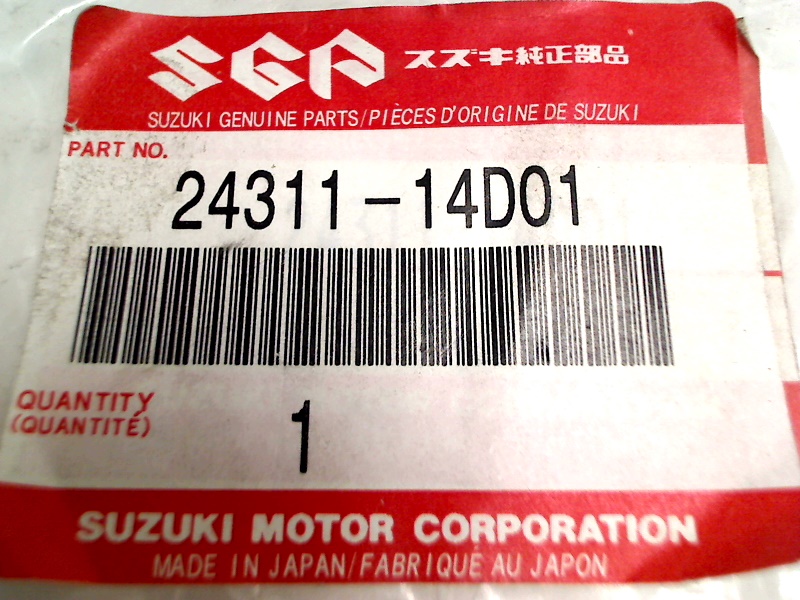 SGP スズキ純正部品
SUZUKI GENUINE PARTS/PIÈCES D'ORIGINE DE SUZUKI
PART NO.
24311-14D01
QUANTITY
(QUANTITÉ)
1
SUZUKI MOTOR CORPORATION
MADE IN JAPAN/FABRIQUÉ AU JAPON